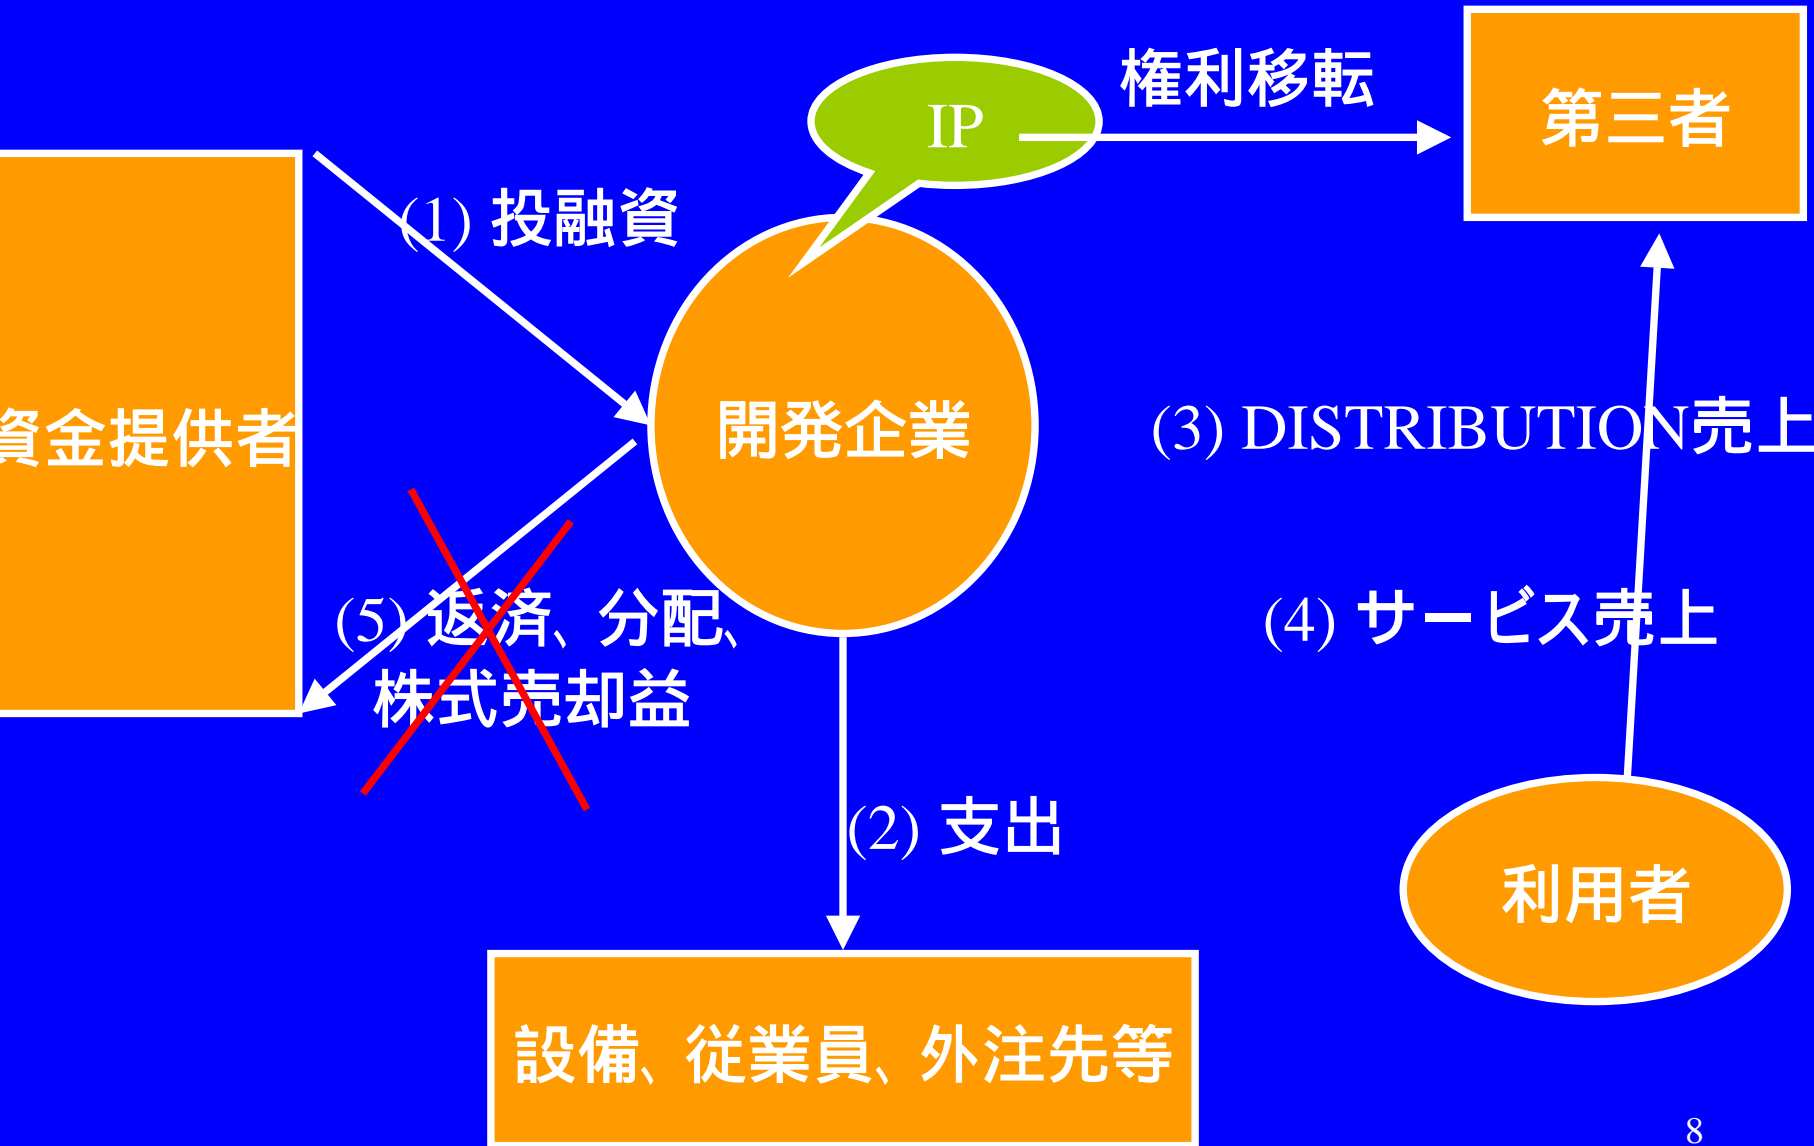 権利移転
IP
第三者
(1) 投融資
資金提供者
開発企業
(3) DISTRIBUTION売上
(5) 返済、分配、
株式売却益
(4) サービス売上
(2) 支出
利用者
設備、従業員、外注先等
8